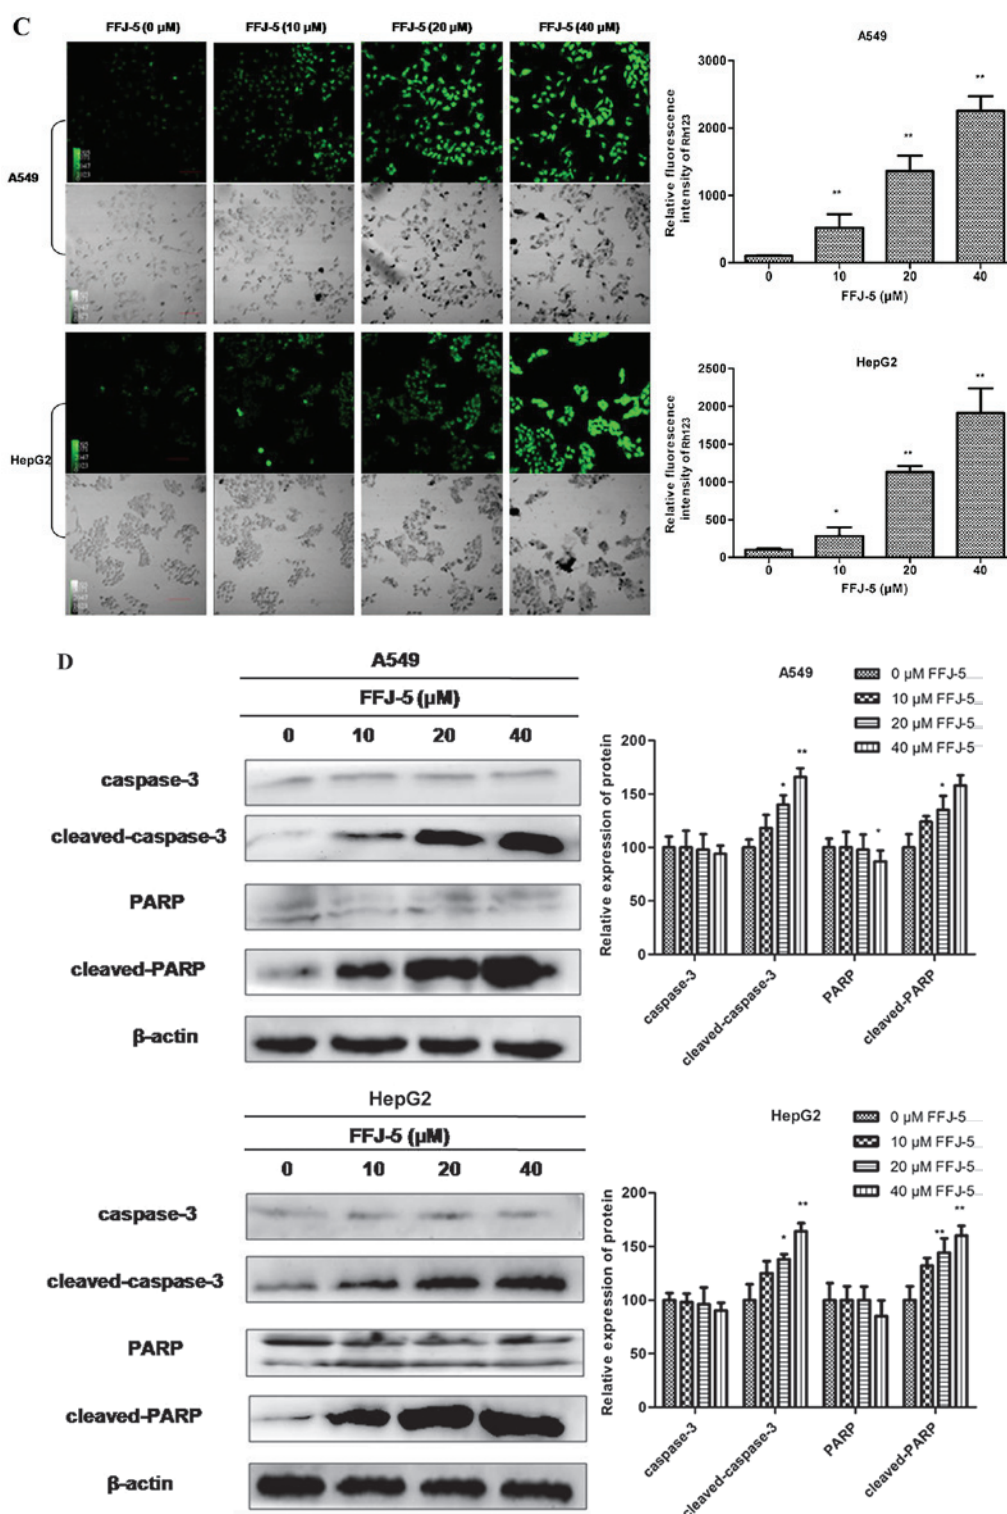 C
FFJ-5 (0 µM) FFJ-5 (10 µM) FFJ-5 (20 µM) FFJ-5 (40 µM)
A549
HepG2
A549
Relative fluorescence
intensity of Rh123
3000
2000
1000
0
0 10 20 40
FFJ-5 (µM)
** ** **
HepG2
Relative fluorescence
intensity of Rh123
2500
2000
1500
1000
500
0
0 10 20 40
FFJ-5 (µM)
* ** **
D
A549
FFJ-5 (µM)
0 10 20 40
caspase-3
cleaved-caspase-3
PARP
cleaved-PARP
β-actin
A549
0 µM FFJ-5
10 µM FFJ-5
20 µM FFJ-5
40 µM FFJ-5
Relative expression of protein
200
150
100
50
0
* ** * *
caspase-3
cleaved-caspase-3
PARP
cleaved-PARP
HepG2
FFJ-5 (µM)
0 10 20 40
caspase-3
cleaved-caspase-3
PARP
cleaved-PARP
β-actin
HepG2
0 µM FFJ-5
10 µM FFJ-5
20 µM FFJ-5
40 µM FFJ-5
Relative expression of protein
200
150
100
50
0
* ** ** **
caspase-3
cleaved-caspase-3
PARP
cleaved-PARP